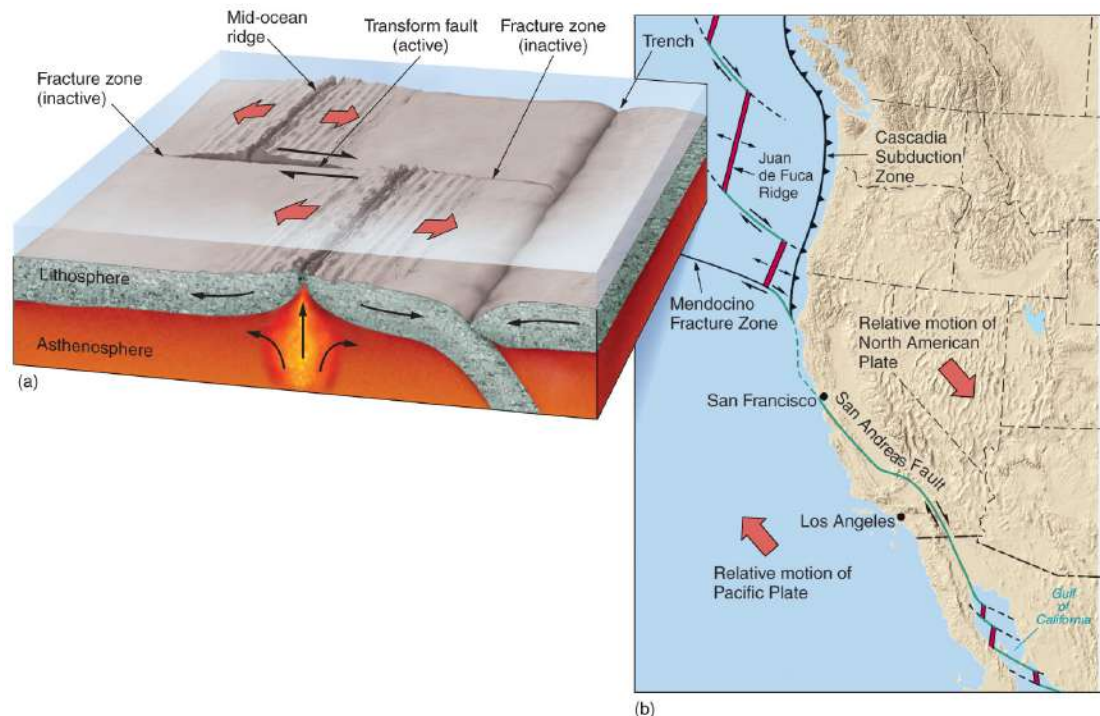 Mid-ocean
ridge
Transform fault
(active)
Fracture zone
(inactive)
Fracture zone
(inactive)
Trench
Lithosphere
Asthenosphere
(a)
Cascadia
Subduction
Zone
Juan
de Fuca
Ridge
Mendocino
Fracture Zone
Relative motion of
North American
Plate
San Francisco
San Andreas Fault
Los Angeles
Relative motion of
Pacific Plate
Gulf
of
California
(b)